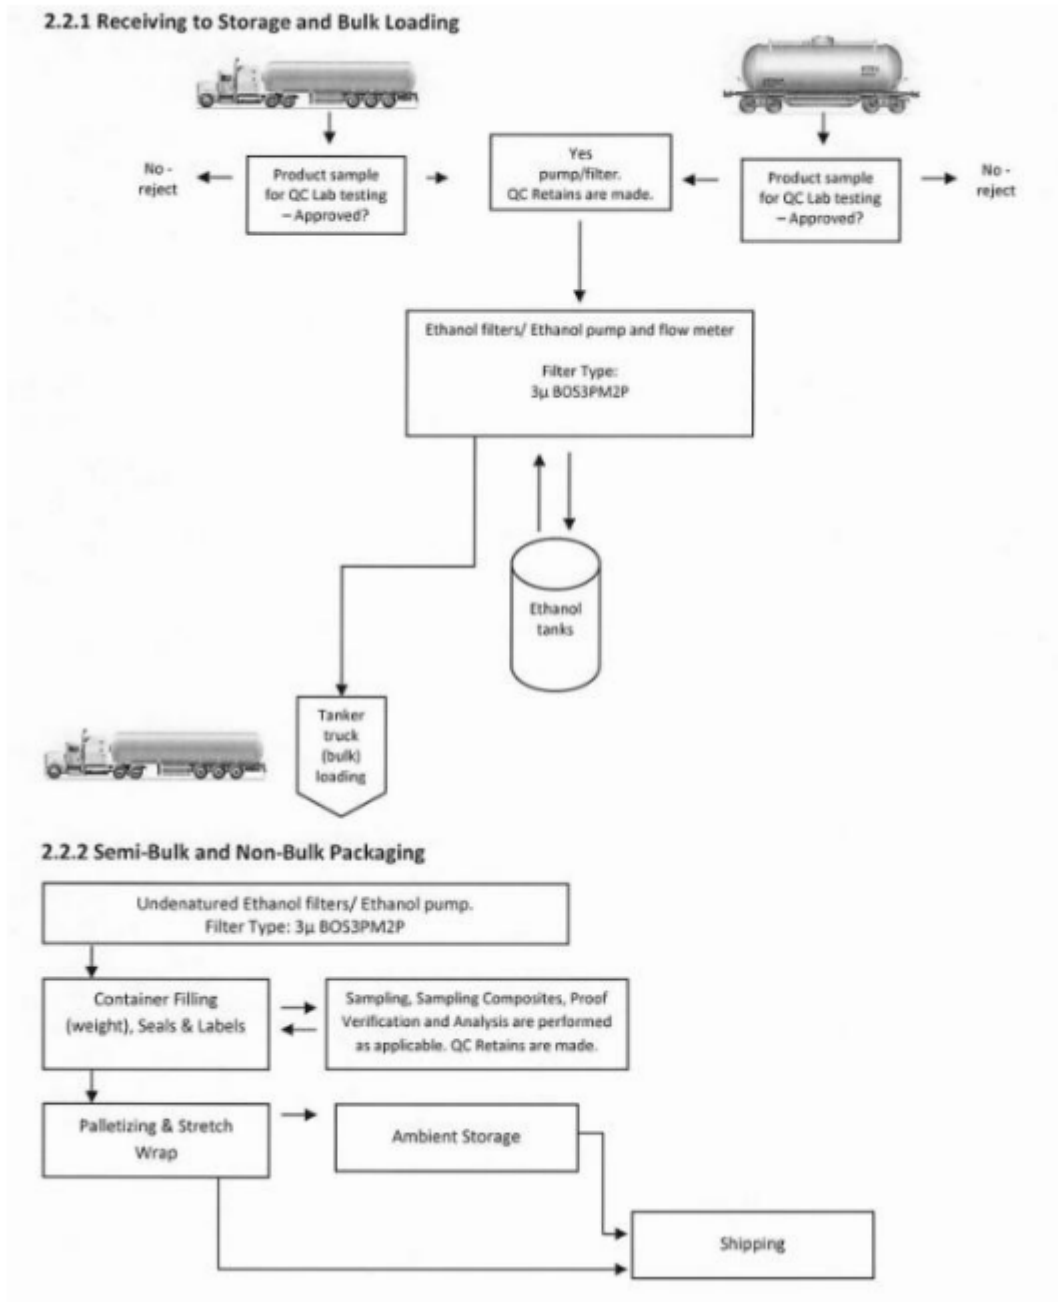 2.2.1 Receiving to Storage and Bulk Loading
No -
reject
Product sample
for QC Lab testing
– Approved?
Yes
pump/filter.
QC Retains are made.
Product sample
for QC Lab testing
– Approved?
No -
reject
Ethanol filters/ Ethanol pump and flow meter
Filter Type:
3µ BOS3PM2P
Ethanol
tanks
Tanker
truck
(bulk)
loading
2.2.2 Semi-Bulk and Non-Bulk Packaging
Undenatured Ethanol filters/ Ethanol pump.
Filter Type: 3µ BOS3PM2P
Container Filling
(weight), Seals & Labels
Sampling, Sampling Composites, Proof
Verification and Analysis are performed
as applicable. QC Retains are made.
Palletizing & Stretch
Wrap
Ambient Storage
Shipping